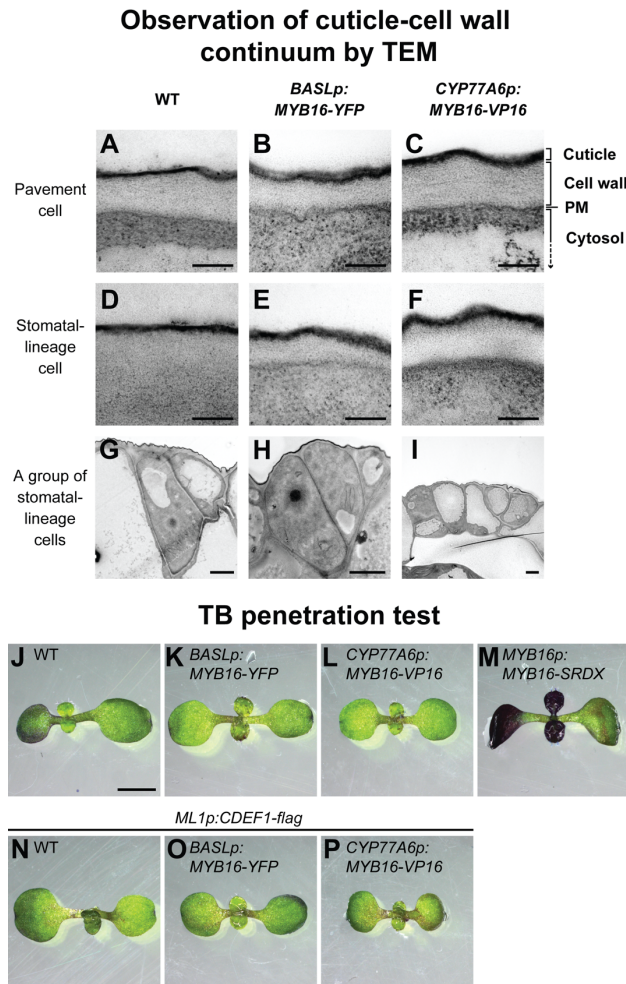 Observation of cuticle-cell wall
continuum by TEM
WT
BASLp:
MYB16-YFP
CYP77A6p:
MYB16-VP16
Pavement
cell
A
B
C
Cuticle
Cell wall
PM
Cytosol
Stomatal-
lineage
cell
D
E
F
A group of
stomatal-
lineage
cells
G
H
I
TB penetration test
J WT
K BASLp:
MYB16-YFP
L CYP77A6p:
MYB16-VP16
M MYB16p:
MYB16-SRDX
ML1p:CDEF1-flag
N WT
O BASLp:
MYB16-YFP
P CYP77A6p:
MYB16-VP16